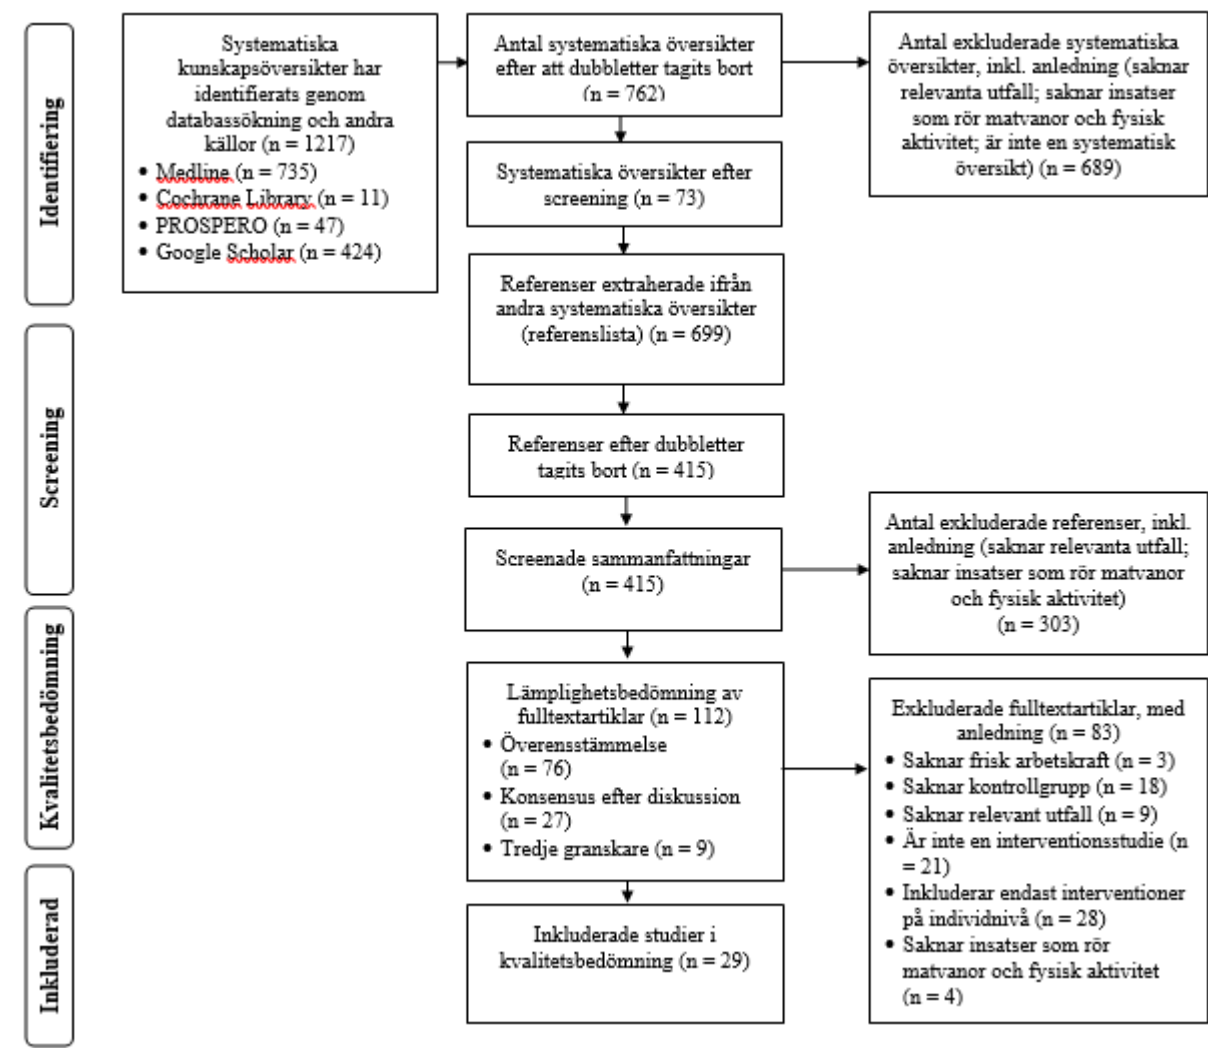 Identifiering
Systematiska
kunskapsöversikter har
identifierats genom
databassökning och andra
källor (n = 1217)
• Medline (n = 735)
• Cochrane Library (n = 11)
• PROSPERO (n = 47)
• Google Scholar (n = 424)
Antal systematiska översikter
efter att dubbletter tagits bort
(n = 762)
Antal exkluderade systematiska
översikter, inkl. anledning (saknar
relevanta utfall; saknar insatser
som rör matvanor och fysisk
aktivitet; är inte en systematisk
översikt) (n = 689)
Systematiska översikter efter
screening (n = 73)
Referenser extraherade ifrån
andra systematiska översikter
(referenslista) (n = 699)
Screening
Referenser efter dubbletter
tagits bort (n = 415)
Screenade sammanfattningar
(n = 415)
Antal exkluderade referenser, inkl.
anledning (saknar relevanta utfall;
saknar insatser som rör matvanor
och fysisk aktivitet)
(n = 303)
Kvalitetsbedömning
Lämplighetsbedömning av
fulltextartiklar (n = 112)
• Överensstämmelse
(n = 76)
• Konsensus efter diskussion
(n = 27)
• Tredje granskare (n = 9)
Exkluderade fulltextartiklar, med
anledning (n = 83)
• Saknar frisk arbetskraft (n = 3)
• Saknar kontrollgrupp (n = 18)
• Saknar relevant utfall (n = 9)
• Är inte en interventionsstudie (n
= 21)
• Inkluderar endast interventioner
på individnivå (n = 28)
• Saknar insatser som rör
matvanor och fysisk aktivitet
(n = 4)
Inkluderad
Inkluderade studier i
kvalitetsbedömning (n = 29)